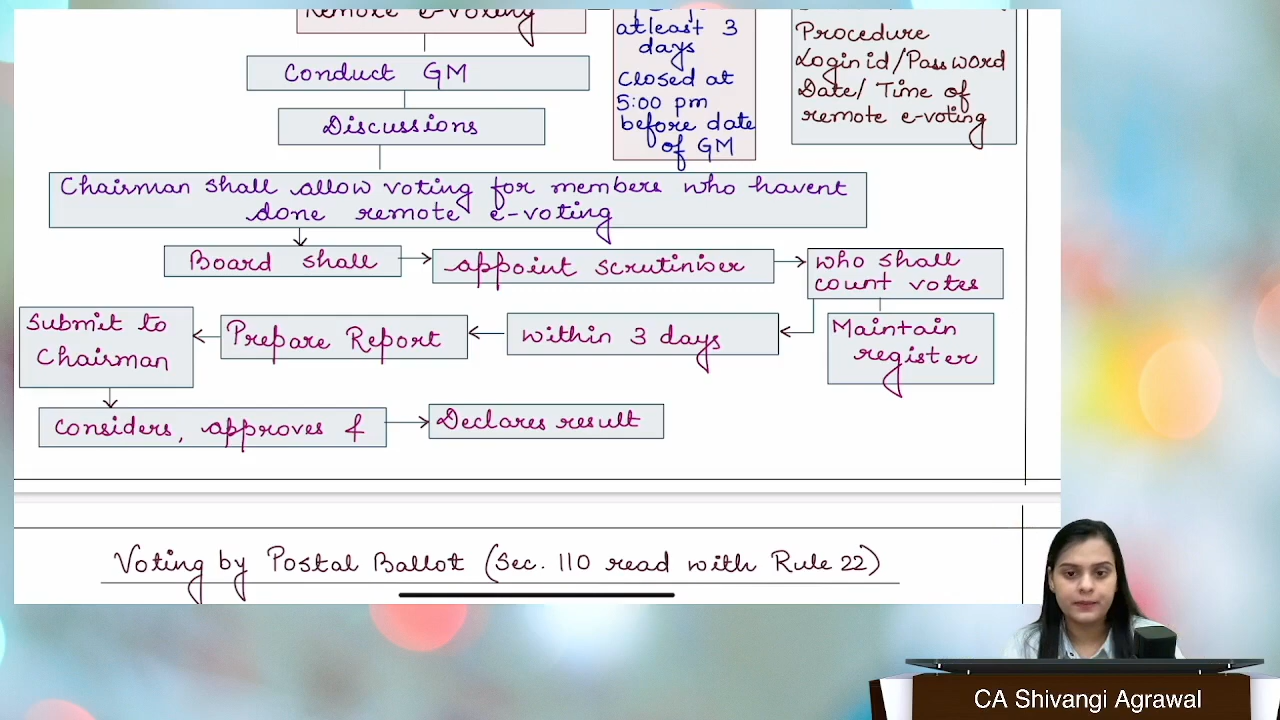 Remote e-voting
Conduct GM
Discussions
atleast 3
days
Closed at
5:00 pm
before date
of GM
Procedure
Login id/Password
Date/ Time of
remote e-voting
Chairman shall allow voting for members who havent
done remote e-voting
Board shall
appoint scrutiniser
who shall
count votes
Maintain
register
within 3 days
Prepare Report
Submit to
Chairman
considers, approves &
Declares result
Voting by Postal Ballot (Sec. 110 read with Rule 22)
CA Shivangi Agrawal